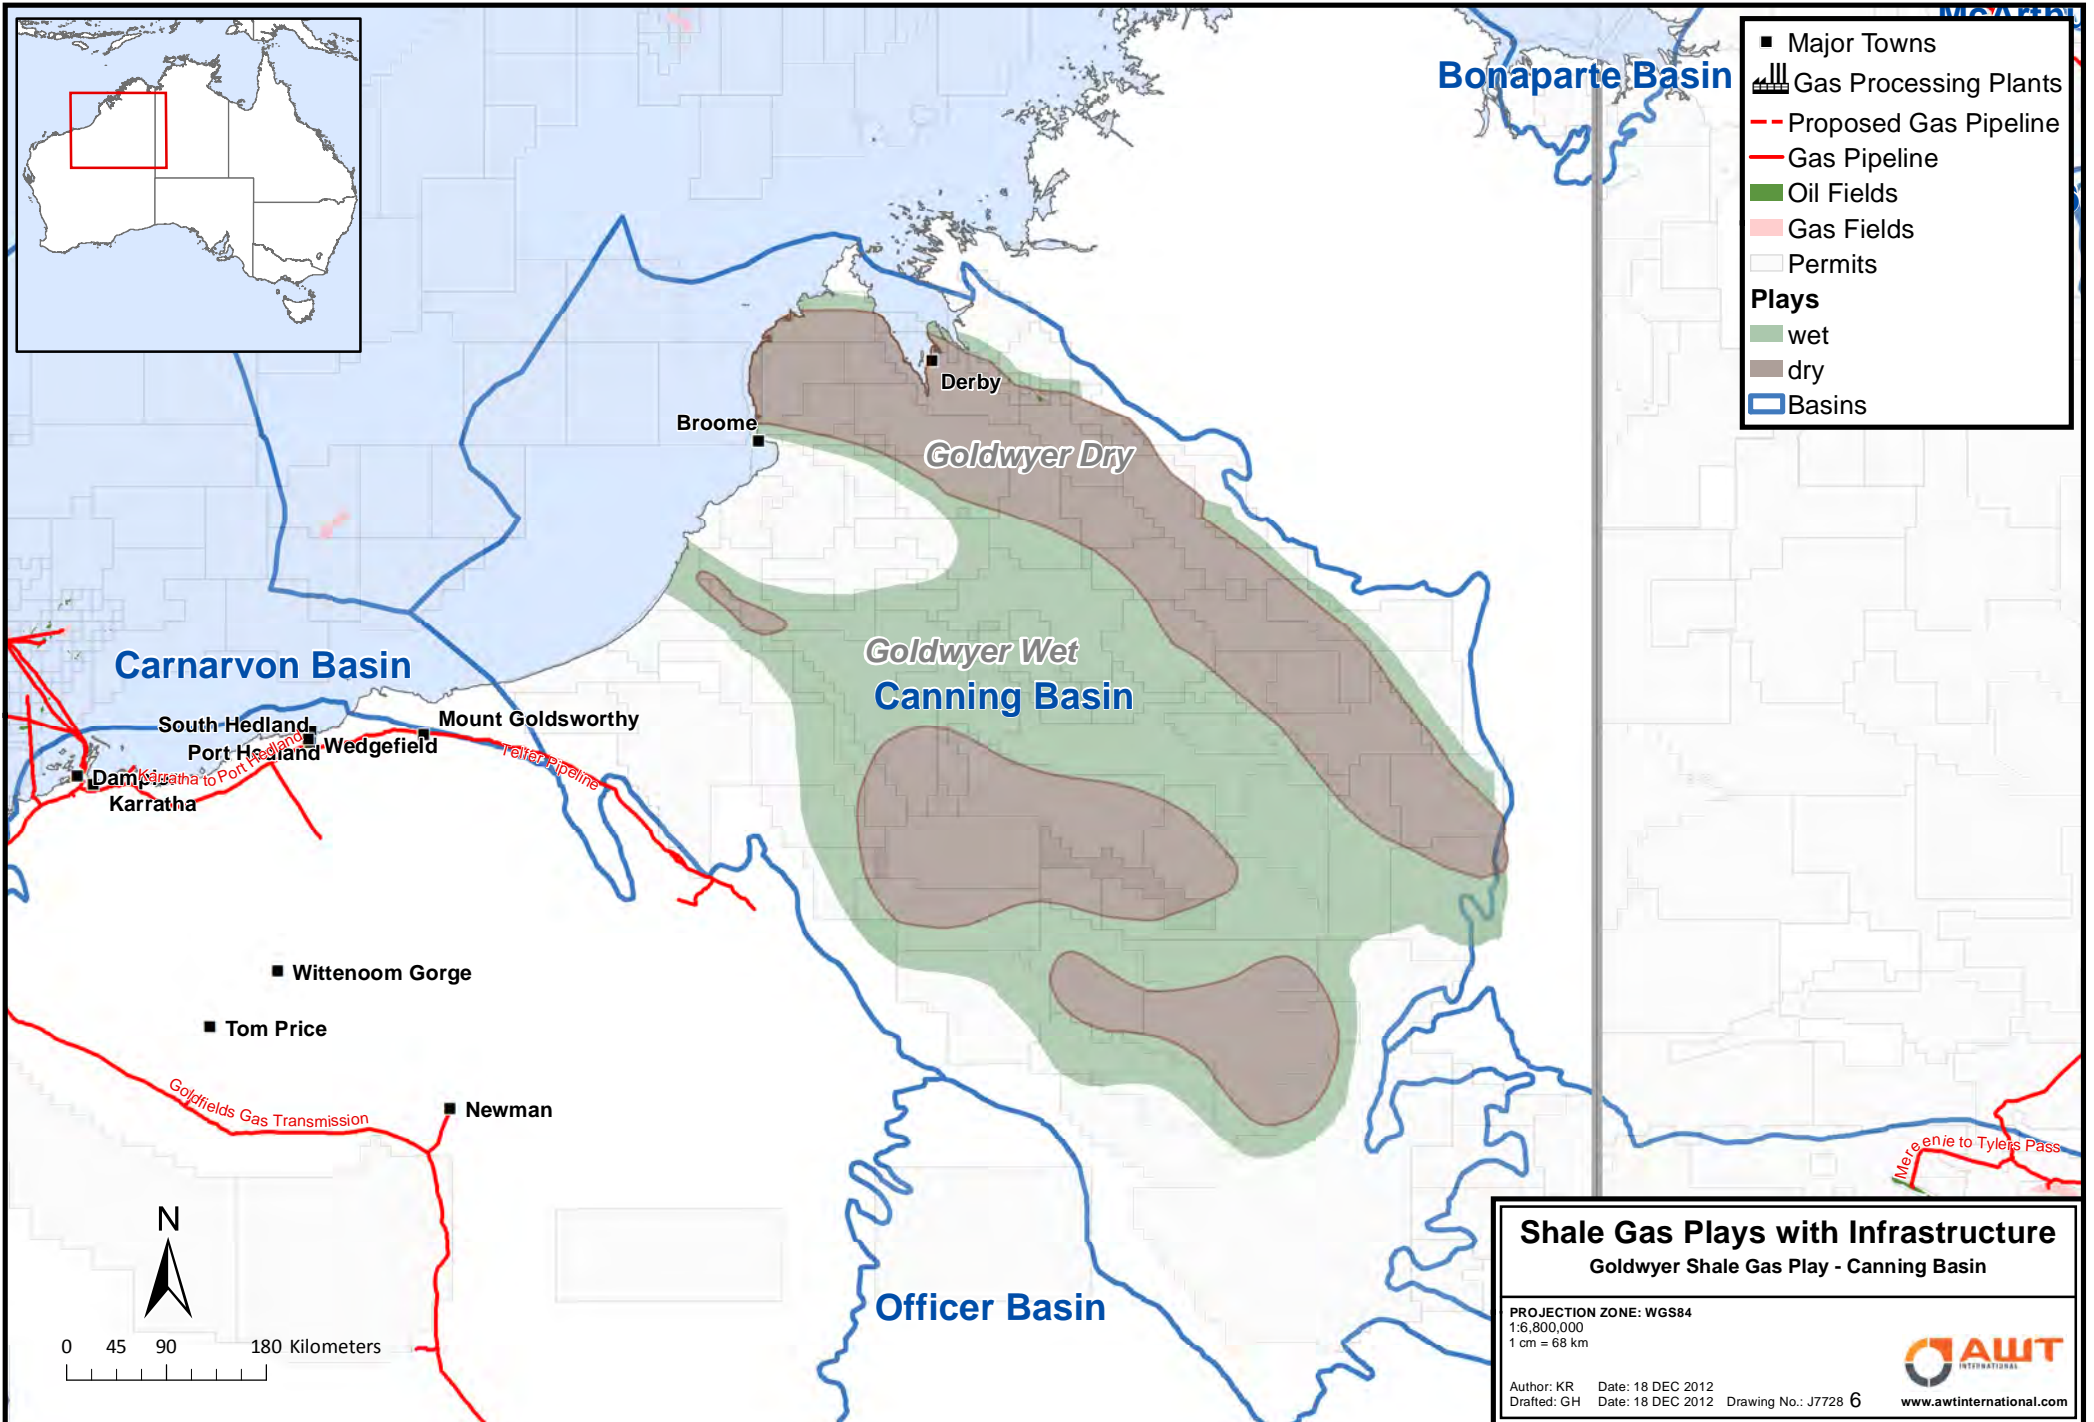 McArthu
Major Towns
Gas Processing Plants
Proposed Gas Pipeline
Gas Pipeline
Oil Fields
Gas Fields
Permits
Plays
wet
dry
Basins
Bonaparte Basin
Derby
Broome
Goldwyer Dry
Goldwyer Wet
Canning Basin
Carnarvon Basin
South Hedland
Port Hedland
Wedgefield
Mount Goldsworthy
Telfer Pipeline
Karratha to Port Hedland
Dampier
Karratha
Wittenoom Gorge
Tom Price
Goldfields Gas Transmission
Newman
Mereenie to Tylers Pass
Officer Basin
N
0 45 90 180 Kilometers
Shale Gas Plays with Infrastructure
Goldwyer Shale Gas Play - Canning Basin
PROJECTION ZONE: WGS84
1:6,800,000
1 cm = 68 km
AWT
INTERNATIONAL
Author: KR Date: 18 DEC 2012
Drafted: GH Date: 18 DEC 2012 Drawing No.: J7728 6
www.awtinternational.com